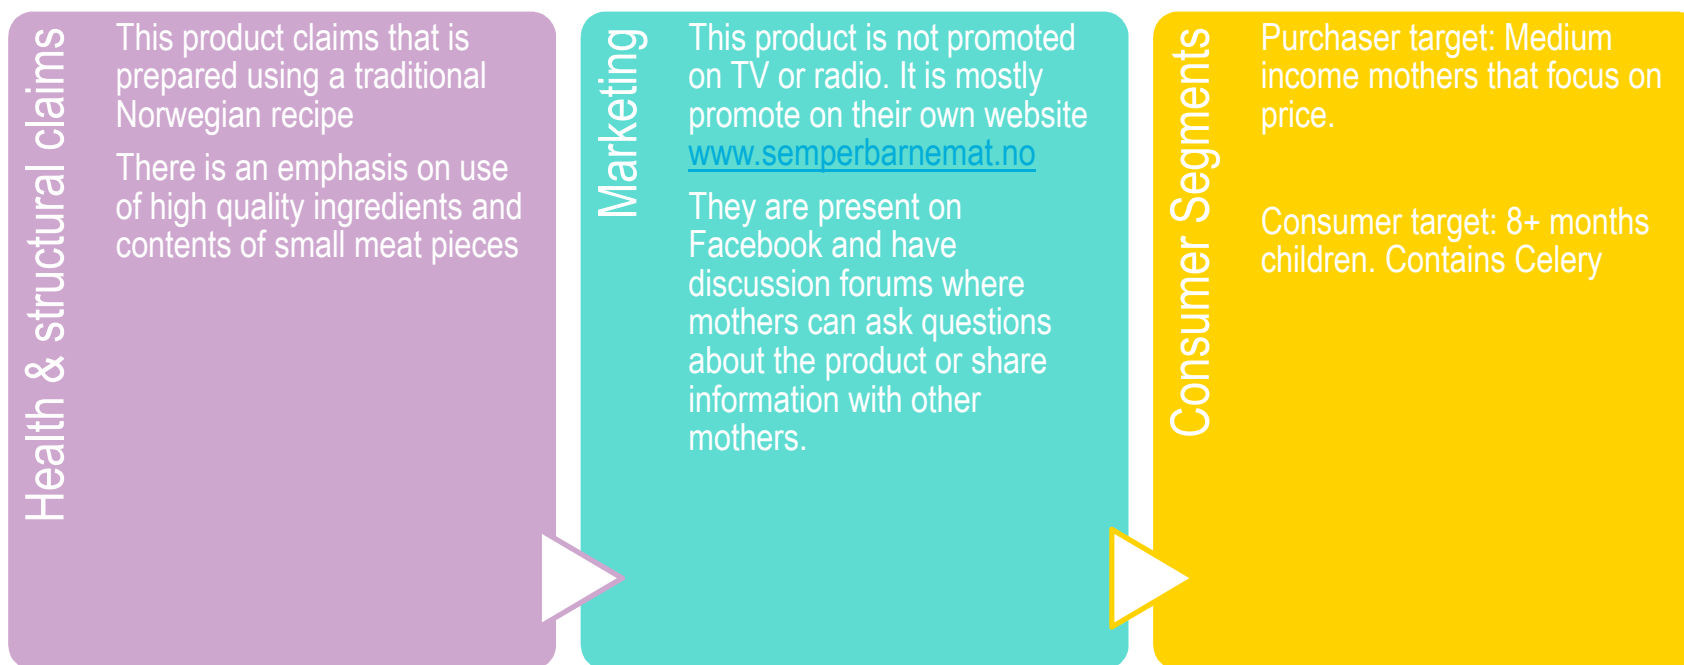 Health & structural claims
This product claims that is
prepared using a traditional
Norwegian recipe
There is an emphasis on use
of high quality ingredients and
contents of small meat pieces
Marketing
This product is not promoted
on TV or radio. It is mostly
promote on their own website
www.semperbarnemat.no
They are present on
Facebook and have
discussion forums where
mothers can ask questions
about the product or share
information with other
mothers.
Consumer Segments
Purchaser target: Medium
income mothers that focus on
price.
Consumer target: 8+ months
children. Contains Celery